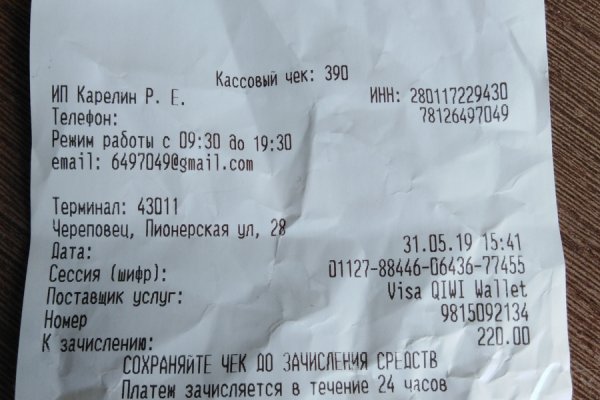 Кассовый чек: 390
ИП Карелин Р. Е. ИНН: 280117229430
Телефон: 78126497049
Режим работы с 09:30 до 19:30
email: 6497049@gmail.com
Терминал: 43011
Череповец, Пионерская ул, 28
Дата: 31.05.19 15:41
Сессия (шифр): 01127-88446-06436-77455
Поставщик услуг: Visa QIWI Wallet
Номер 9815092134
К зачислению: 220.00
СОХРАНЯЙТЕ ЧЕК ДО ЗАЧИСЛЕНИЯ СРЕДСТВ
Платеж зачисляется в течение 24 часов